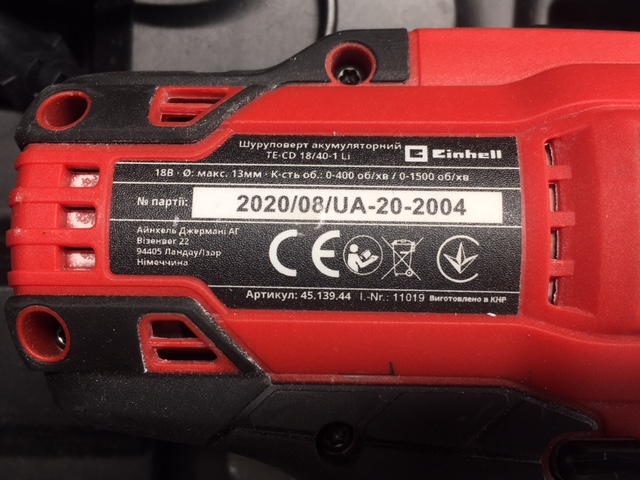 Шуруповерт акумуляторний
TE-CD 18/40-1 Li
Einhell
18В - Ø: макс. 13мм - К-сть об.: 0-400 об/хв / 0-1500 об/хв
№ партії: 2020/08/UA-20-2004
Айнхель Джермані АГ
Візенвег 22
94405 Ландау/Ізар
Німеччина
CE
Артикул: 45.139.44 I.-Nr.: 11019 Виготовлено в КНР